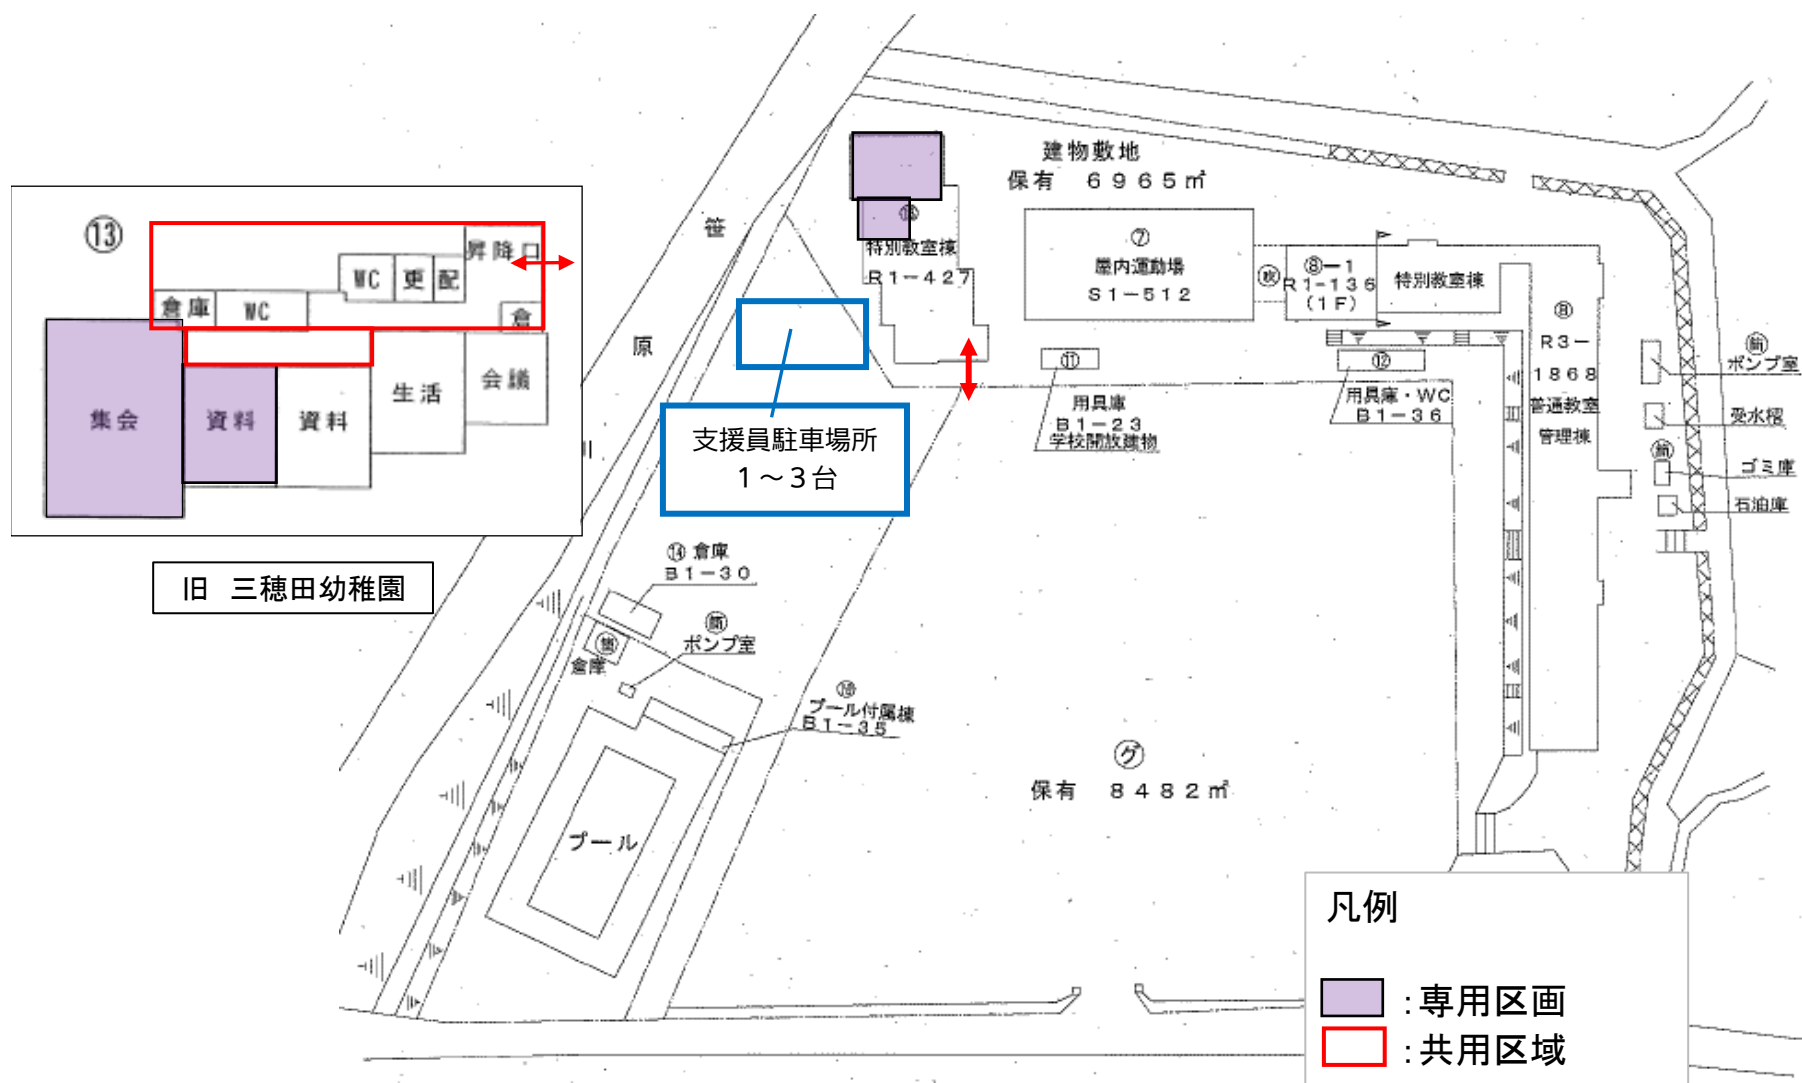 建物敷地
保有 6965㎡
笹
原
川
⑬
昇降口
WC
更
配
倉庫
WC
倉
集会
資料
資料
生活
会議
旧 三穂田幼稚園
⑬
特別教室棟
R1-427
⑦
屋内運動場
S1-512
⑧-1
R1-136
(1F)
特別教室棟
⑧
R3-
1868
普通教室
管理棟
ポンプ室
受水槽
ゴミ庫
石油庫
⑪
用具庫
B1-23
学校開放建物
⑫
用具庫・WC
B1-36
支援員駐車場所
1～3台
⑭ 倉庫
B1-30
倉庫
ポンプ室
⑩
プール付属棟
B1-35
プール
グ
保有 8482㎡
凡例
:専用区画
:共用区域